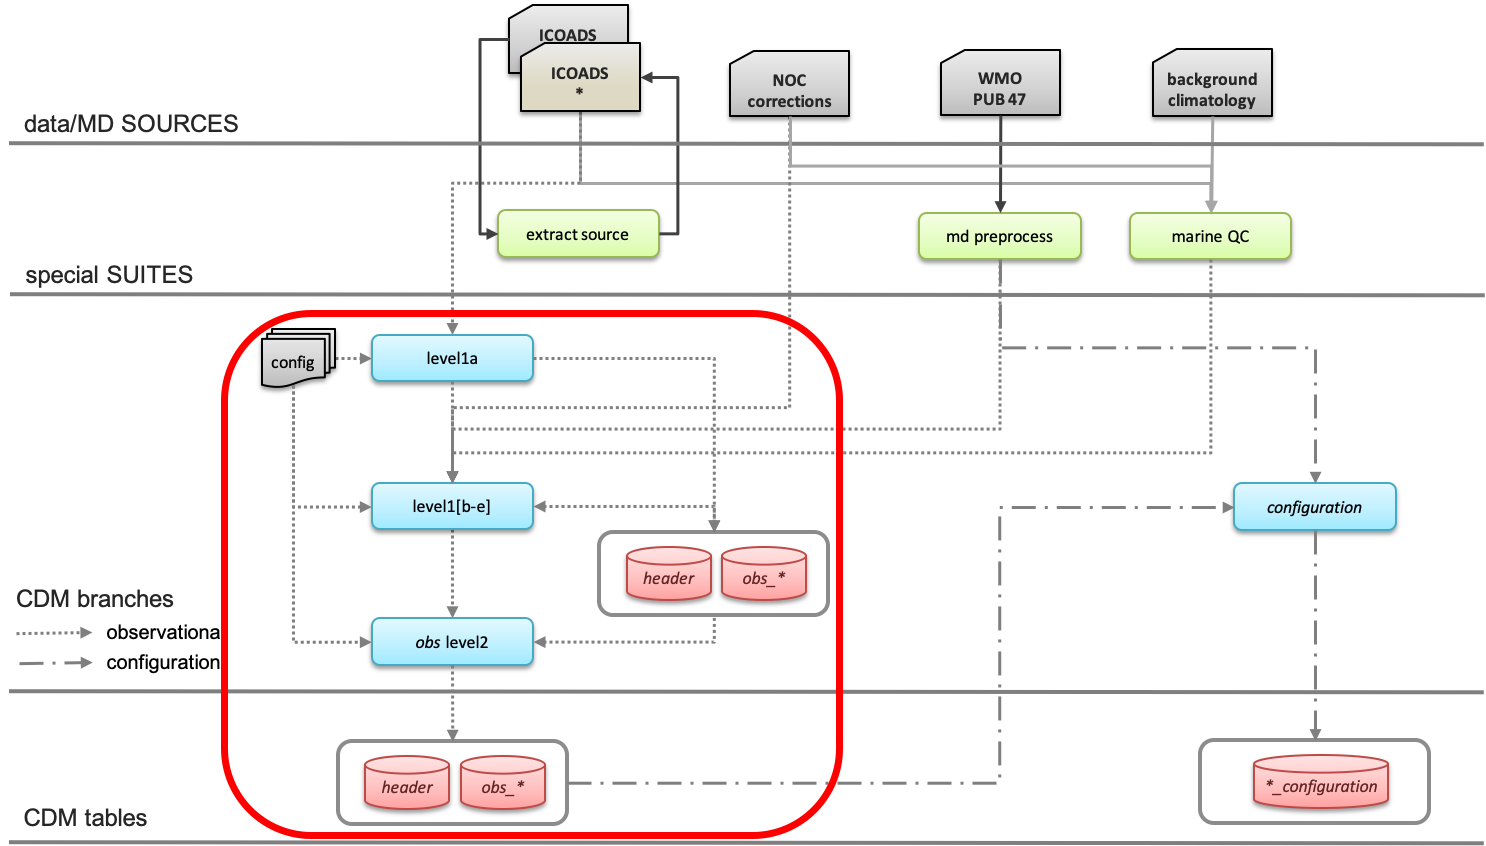 ICOADS
ICOADS
*
NOC
corrections
WMO
PUB 47
background
climatology
data/MD SOURCES
extract source
md preprocess
marine QC
special SUITES
config
level1a
level1[b-e]
configuration
header
obs_*
CDM branches
observationa
obs level2
configuration
header
obs_*
*_configuration
CDM tables